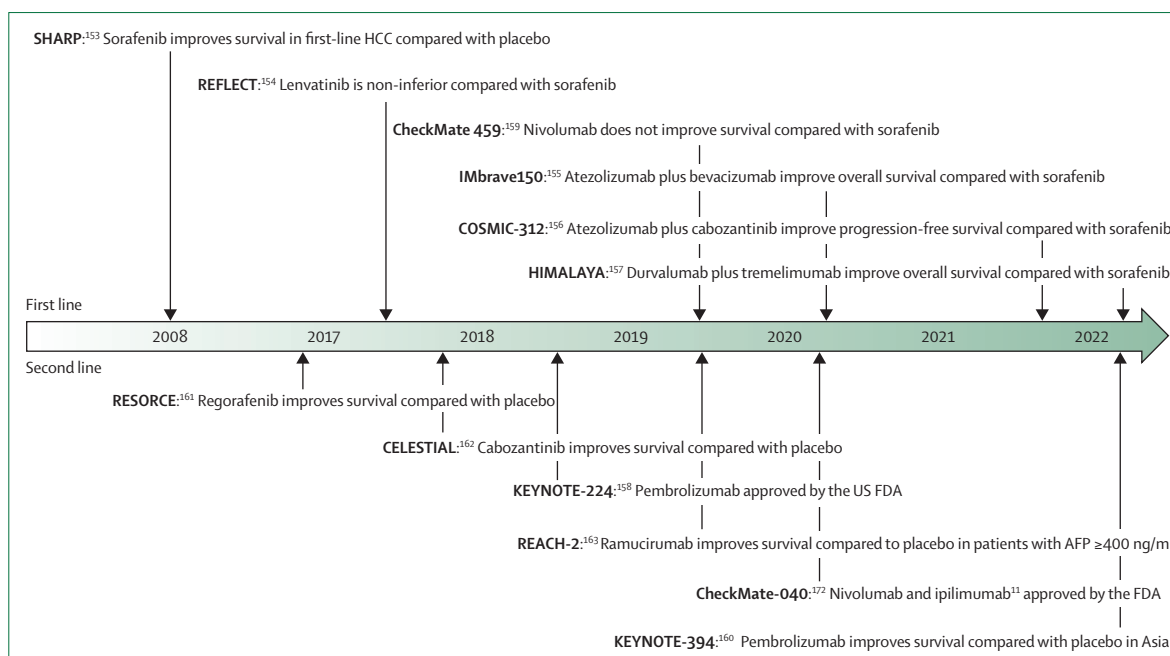 SHARP:153 Sorafenib improves survival in first-line HCC compared with placebo
REFLECT:154 Lenvatinib is non-inferior compared with sorafenib
CheckMate 459:159 Nivolumab does not improve survival compared with sorafenib
IMbrave150:155 Atezolizumab plus bevacizumab improve overall survival compared with sorafenib
COSMIC-312:156 Atezolizumab plus cabozantinib improve progression-free survival compared with sorafenib
HIMALAYA:157 Durvalumab plus tremelimumab improve overall survival compared with sorafenib
First line
2008 2017 2018 2019 2020 2021 2022
Second line
RESORCE:161 Regorafenib improves survival compared with placebo
CELESTIAL:162 Cabozantinib improves survival compared with placebo
KEYNOTE-224:158 Pembrolizumab approved by the US FDA
REACH-2:163 Ramucirumab improves survival compared to placebo in patients with AFP ≥400 ng/m
CheckMate-040:172 Nivolumab and ipilimumab11 approved by the FDA
KEYNOTE-394:160 Pembrolizumab improves survival compared with placebo in Asia